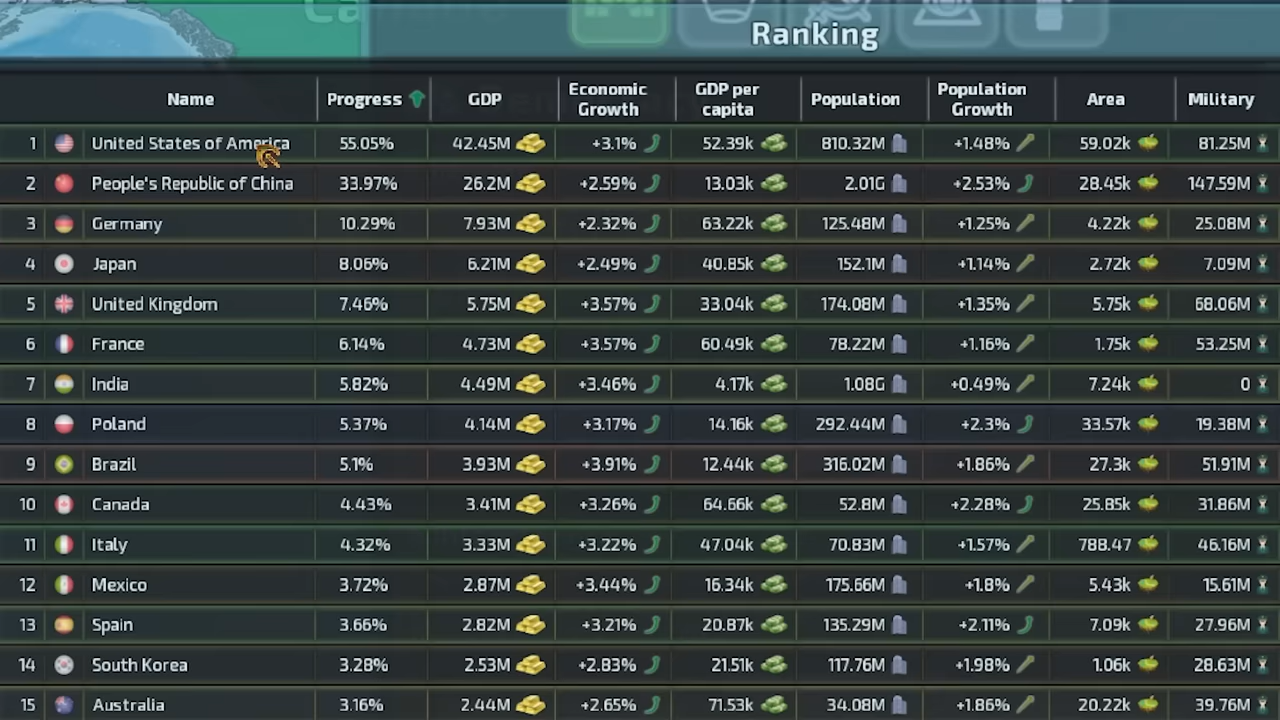 Ranking
Name Progress GDP Economic Growth GDP per capita Population Population Growth Area Military
1 United States of America 55.05% 42.45M +3.1% 52.39k 810.32M +1.48% 59.02k 81.25M
2 People's Republic of China 33.97% 26.2M +2.59% 13.03k 2.01G +2.53% 28.45k 147.59M
3 Germany 10.29% 7.93M +2.32% 63.22k 125.48M +1.25% 4.22k 25.08M
4 Japan 8.06% 6.21M +2.49% 40.85k 152.1M +1.14% 2.72k 7.09M
5 United Kingdom 7.46% 5.75M +3.57% 33.04k 174.08M +1.35% 5.75k 68.06M
6 France 6.14% 4.73M +3.57% 60.49k 78.22M +1.16% 1.75k 53.25M
7 India 5.82% 4.49M +3.46% 4.17k 1.08G +0.49% 7.24k 0
8 Poland 5.37% 4.14M +3.17% 14.16k 292.44M +2.3% 33.57k 19.38M
9 Brazil 5.1% 3.93M +3.91% 12.44k 316.02M +1.86% 27.3k 51.91M
10 Canada 4.43% 3.41M +3.26% 64.66k 52.8M +2.28% 25.85k 31.86M
11 Italy 4.32% 3.33M +3.22% 47.04k 70.83M +1.57% 788.47 46.16M
12 Mexico 3.72% 2.87M +3.44% 16.34k 175.66M +1.8% 5.43k 15.61M
13 Spain 3.66% 2.82M +3.21% 20.87k 135.29M +2.11% 7.09k 27.96M
14 South Korea 3.28% 2.53M +2.83% 21.51k 117.76M +1.98% 1.06k 28.63M
15 Australia 3.16% 2.44M +2.65% 71.53k 34.08M +1.86% 20.22k 39.76M